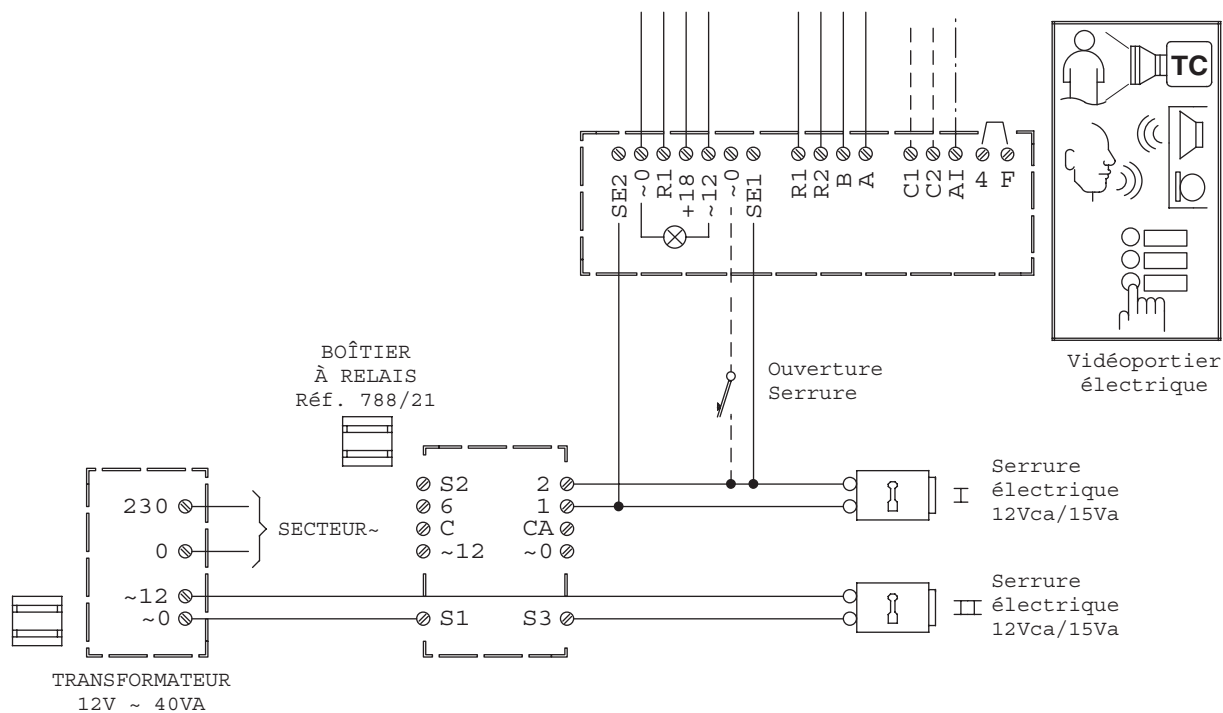 TC
SE2
~0
R1
+18
~12
~0
SE1
R1
R2
B
A
C1
C2
AI
4
F
Vidéoportier
électrique
Ouverture
Serrure
BOÎTIER
À RELAIS
Réf. 788/21
230
0
~12
~0
SECTEUR~
TRANSFORMATEUR
12V ~ 40VA
S2
6
C
~12
S1
2
1
CA
~0
S3
I
Serrure
électrique
12Vca/15Va
II
Serrure
électrique
12Vca/15Va